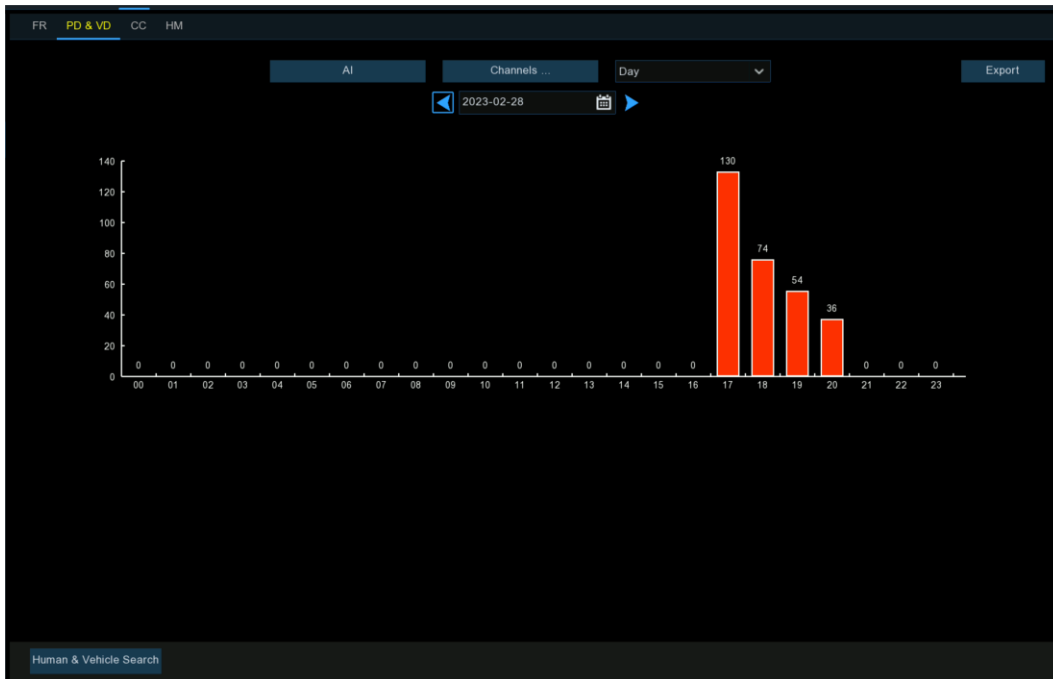 FR PD & VD CC HM
AI Channels ... Day Export
2023-02-28
140 130
120
100
80 74
60 54
40 36
20
0 0 0 0 0 0 0 0 0 0 0 0 0 0 0 0 0 0 0 0
0
00 01 02 03 04 05 06 07 08 09 10 11 12 13 14 15 16 17 18 19 20 21 22 23
Human & Vehicle Search